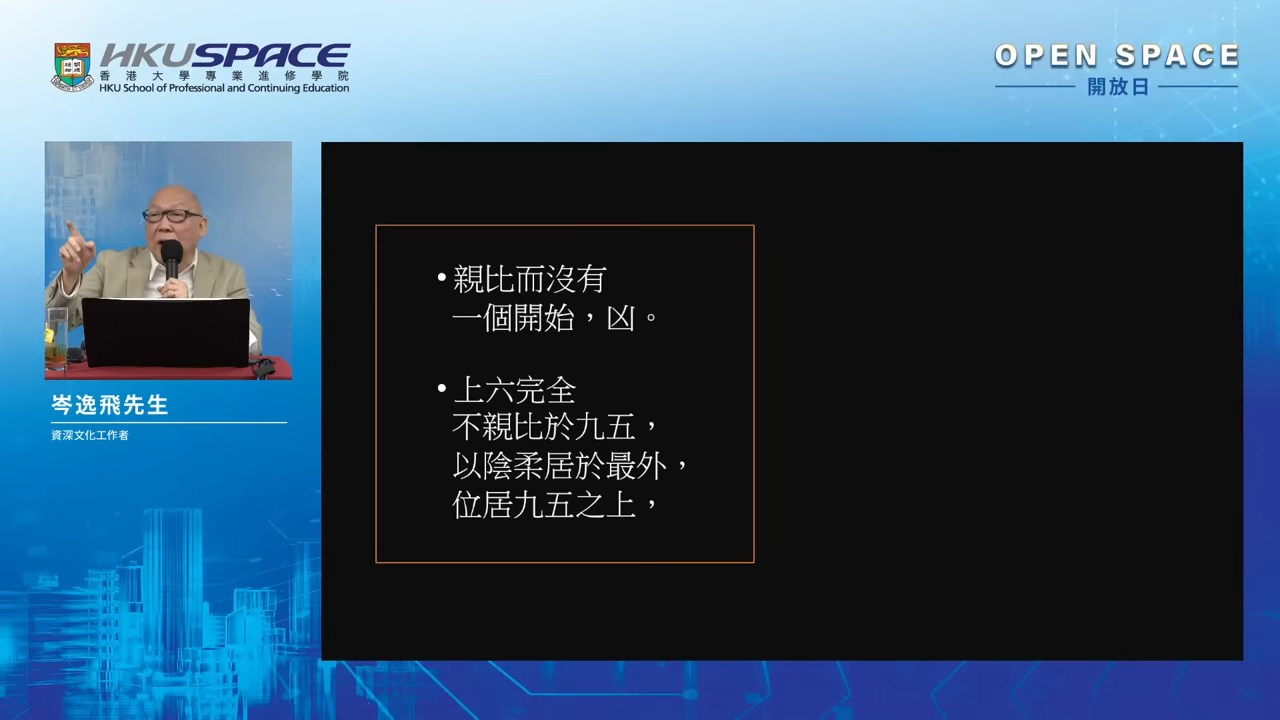 HKUSPACE
香港大學專業進修學院
HKU School of Professional and Continuing Education
OPEN SPACE
開放日
岑逸飛先生
資深文化工作者
•親比而沒有
一個開始，凶。
•上六完全
不親比於九五，
以陰柔居於最外，
位居九五之上，